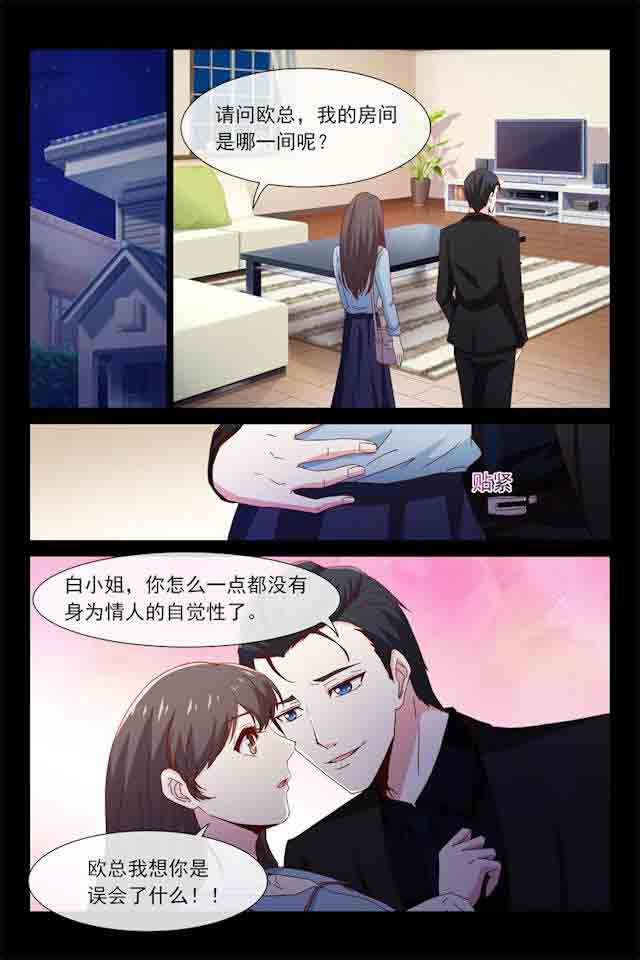 请问欧总，我的房间
是哪一间呢？
贴紧
白小姐，你怎么一点都没有
身为情人的自觉性了。
欧总我想你是
误会了什么！！